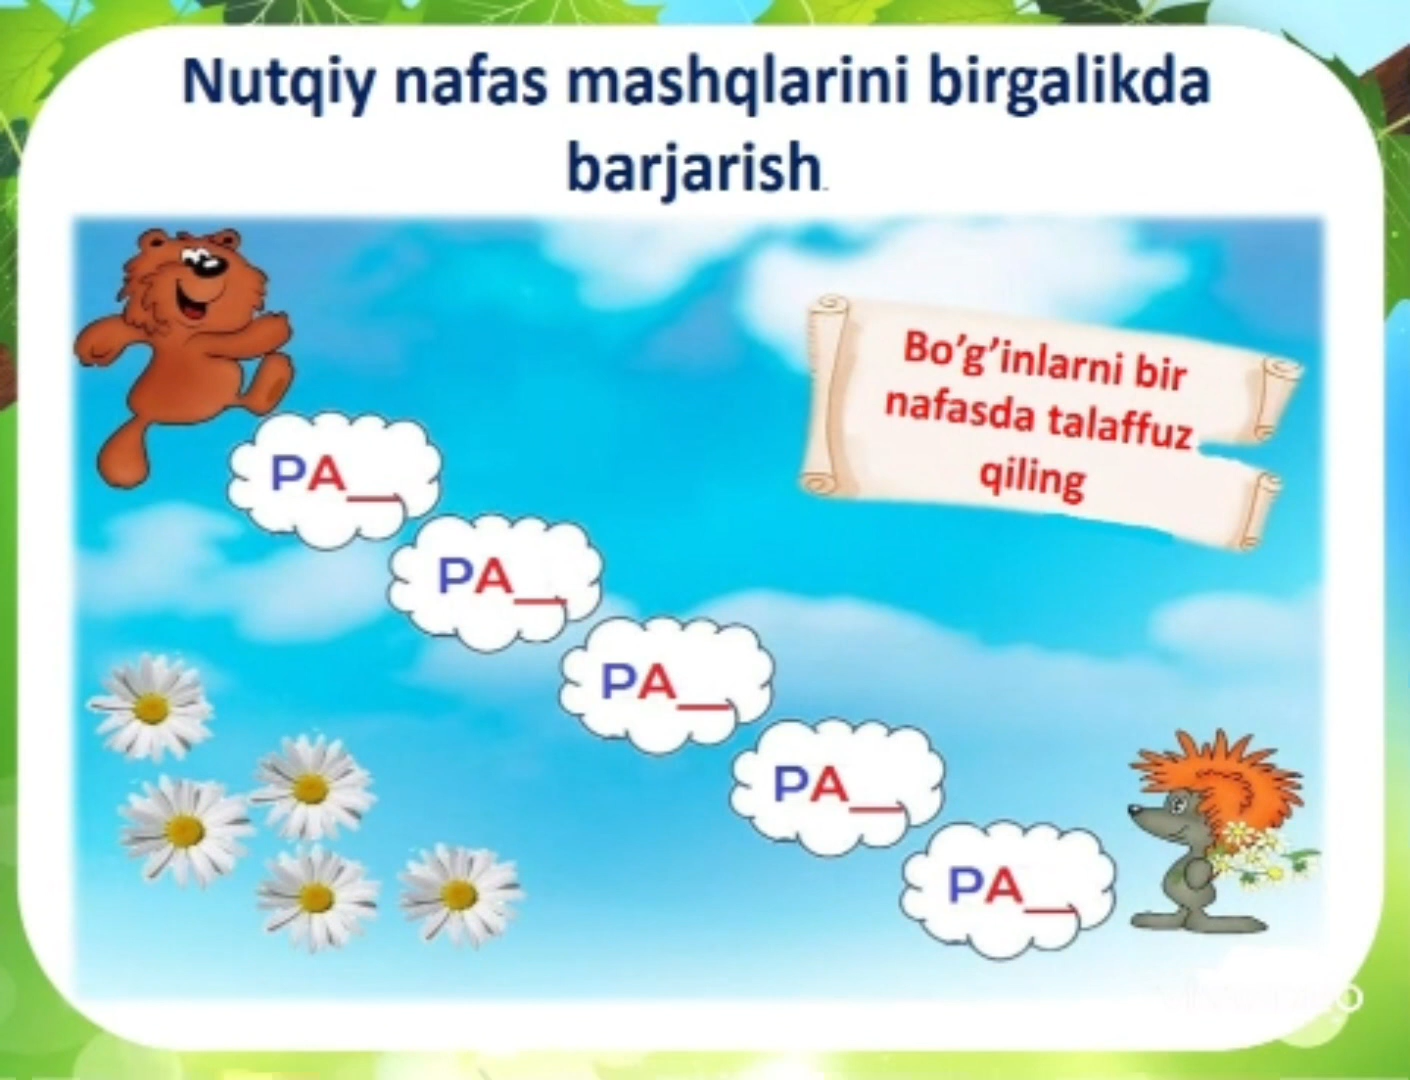 Nutqiy nafas mashqlarini birgalikda
barjarish.
Bo’g’inlarni bir
nafasda talaffuz
qiling
PA__
PA__
PA__
PA__
PA__